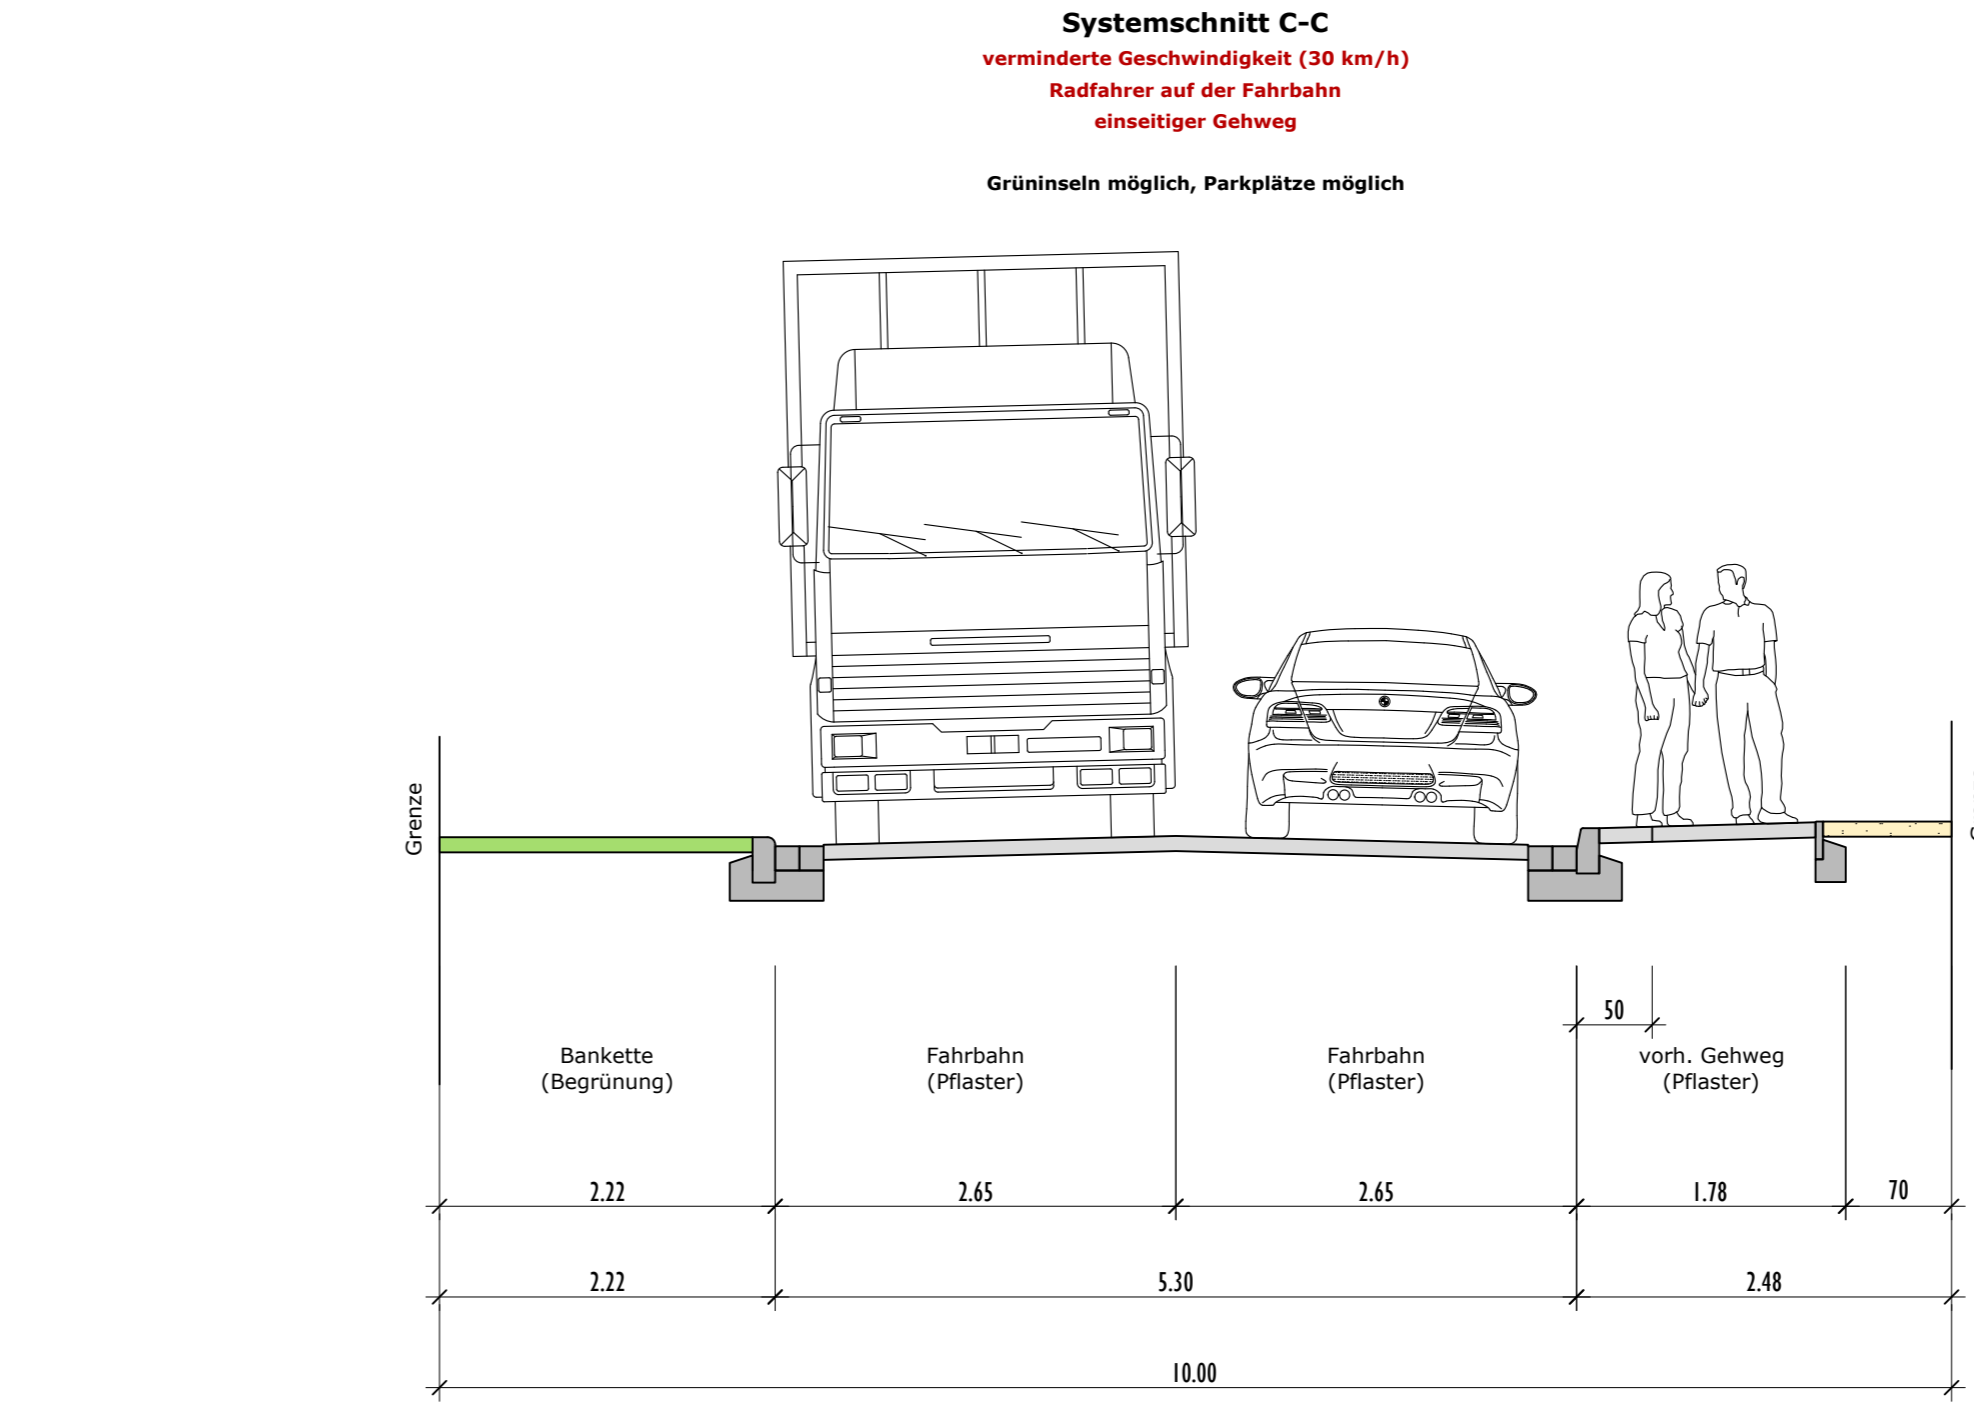 Systemschnitt C-C
verminderte Geschwindigkeit (30 km/h)
Radfahrer auf der Fahrbahn
einseitiger Gehweg
Grüninseln möglich, Parkplätze möglich
Grenze
50
Bankette
(Begrünung)
Fahrbahn
(Pflaster)
Fahrbahn
(Pflaster)
vorh. Gehweg
(Pflaster)
2.22
2.65
2.65
1.78
70
2.22
5.30
2.48
10.00